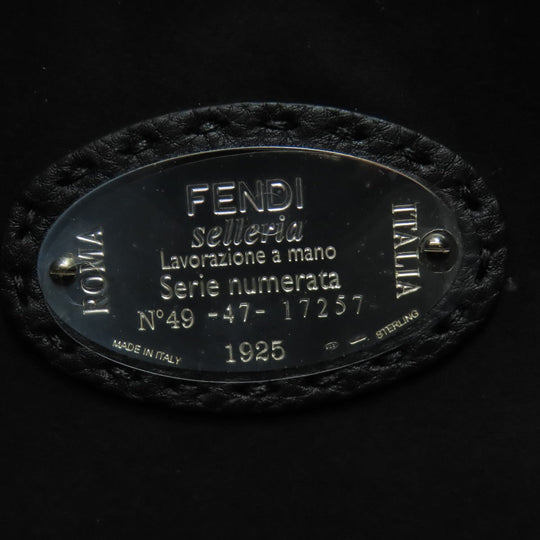 FENDI
selleria
Lavorazione a mano
Serie numerata
N°49 -47- 17257
1925
ROMA
ITALIA
MADE IN ITALY
STERLING